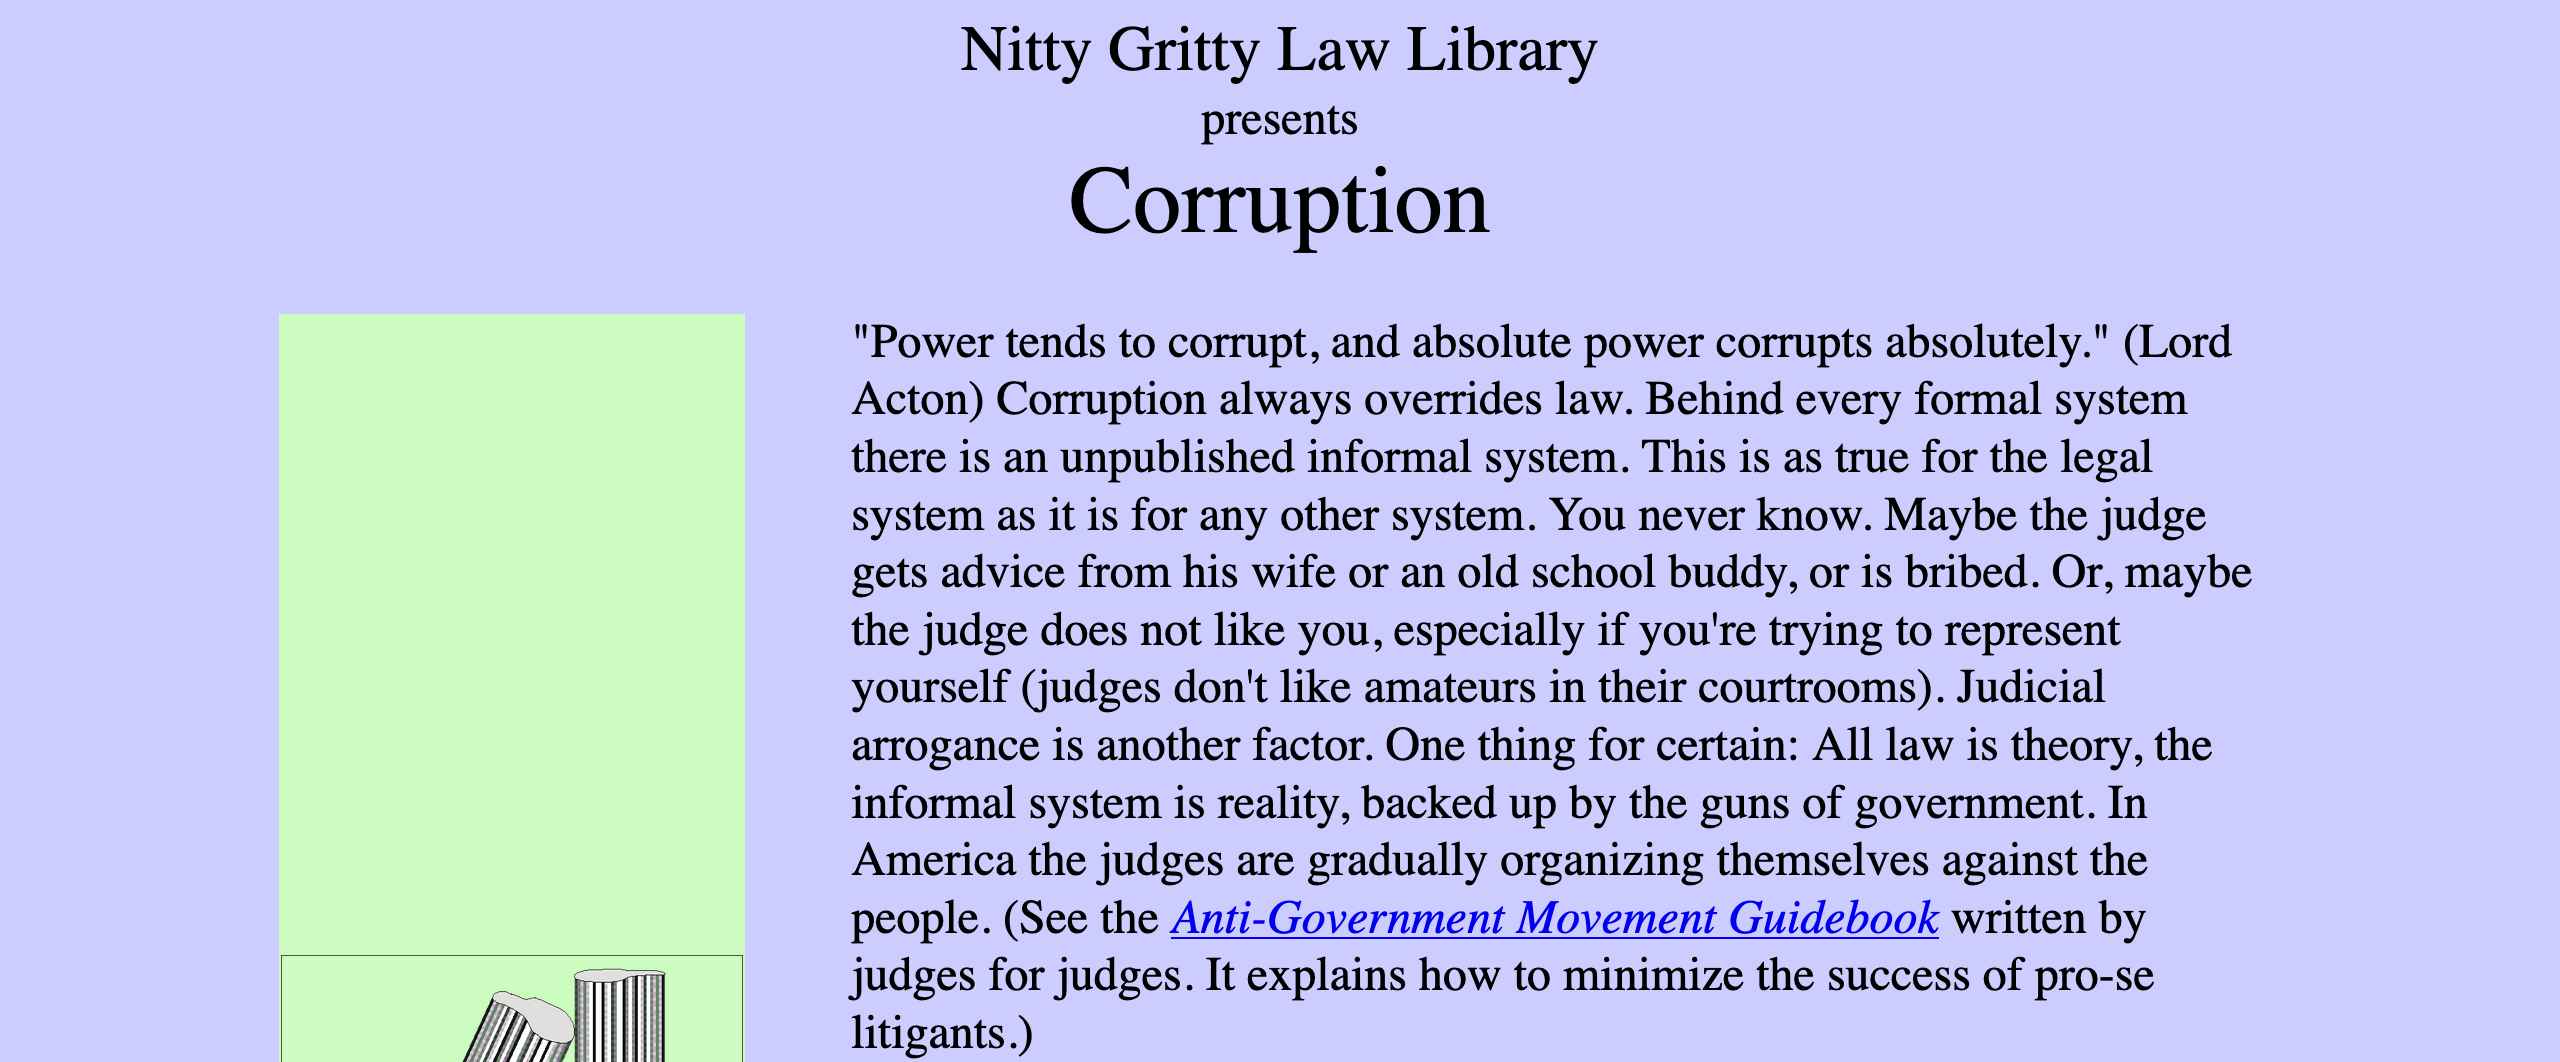 Nitty Gritty Law Library
presents
Corruption
"Power tends to corrupt, and absolute power corrupts absolutely." (Lord
Acton) Corruption always overrides law. Behind every formal system
there is an unpublished informal system. This is as true for the legal
system as it is for any other system. You never know. Maybe the judge
gets advice from his wife or an old school buddy, or is bribed. Or, maybe
the judge does not like you, especially if you're trying to represent
yourself (judges don't like amateurs in their courtrooms). Judicial
arrogance is another factor. One thing for certain: All law is theory, the
informal system is reality, backed up by the guns of government. In
America the judges are gradually organizing themselves against the
people. (See the Anti-Government Movement Guidebook written by
judges for judges. It explains how to minimize the success of pro-se
litigants.)